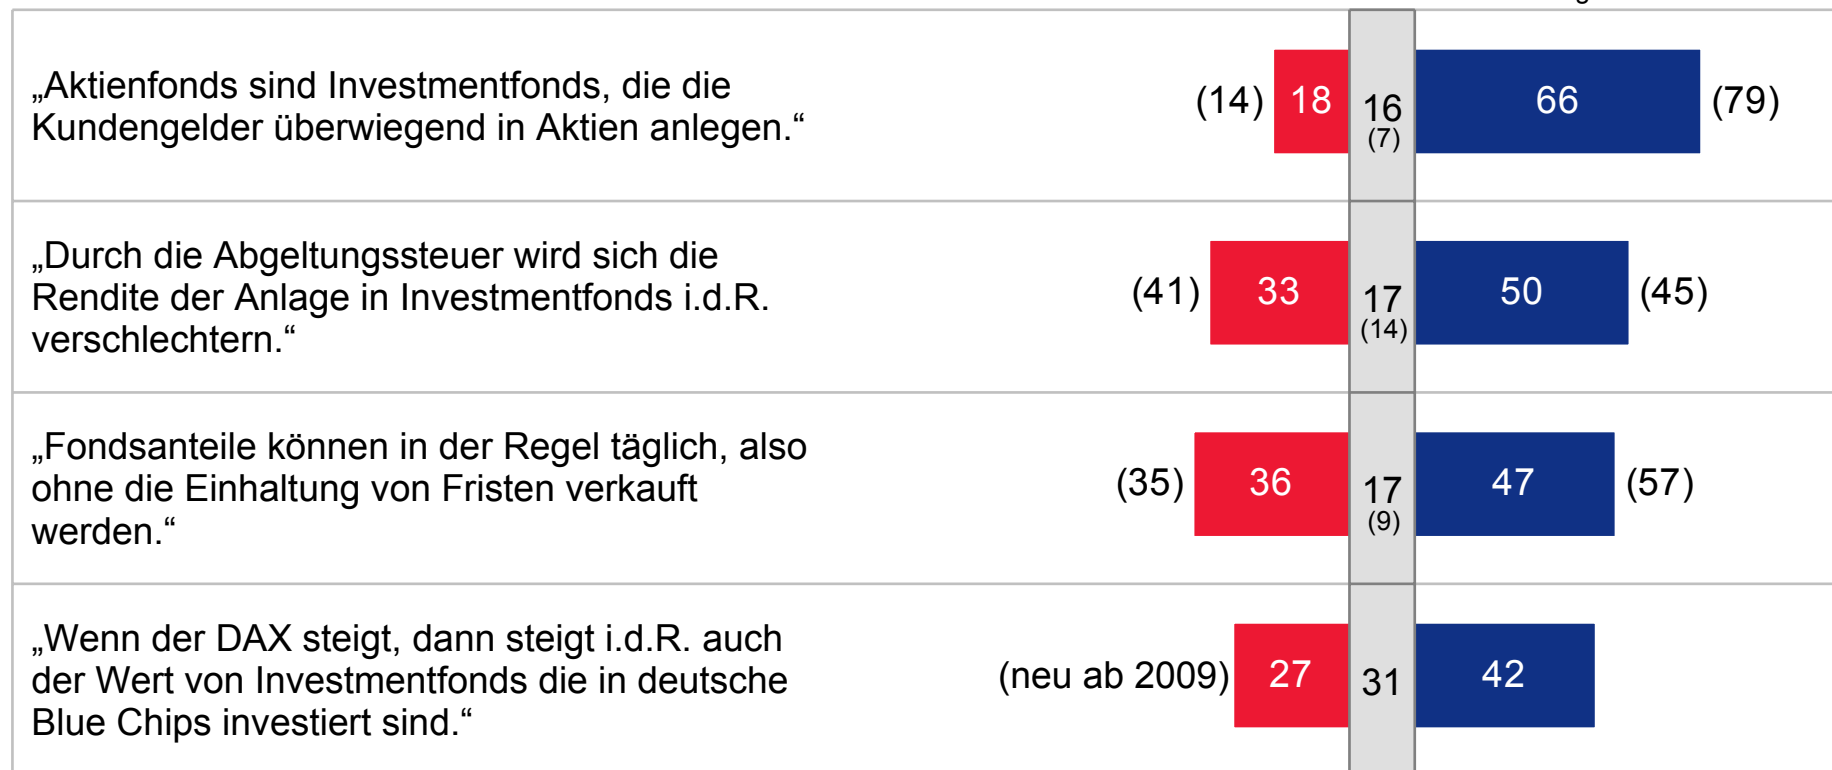 „Aktienfonds sind Investmentfonds, die die
Kundengelder überwiegend in Aktien anlegen.“
(14) 18 16 66 (79)
(7)
„Durch die Abgeltungssteuer wird sich die
Rendite der Anlage in Investmentfonds i.d.R.
verschlechtern.“
(41) 33 17 50 (45)
(14)
„Fondsanteile können in der Regel täglich, also
ohne die Einhaltung von Fristen verkauft
werden.“
(35) 36 17 47 (57)
(9)
„Wenn der DAX steigt, dann steigt i.d.R. auch
der Wert von Investmentfonds die in deutsche
Blue Chips investiert sind.“
(neu ab 2009) 27 31 42